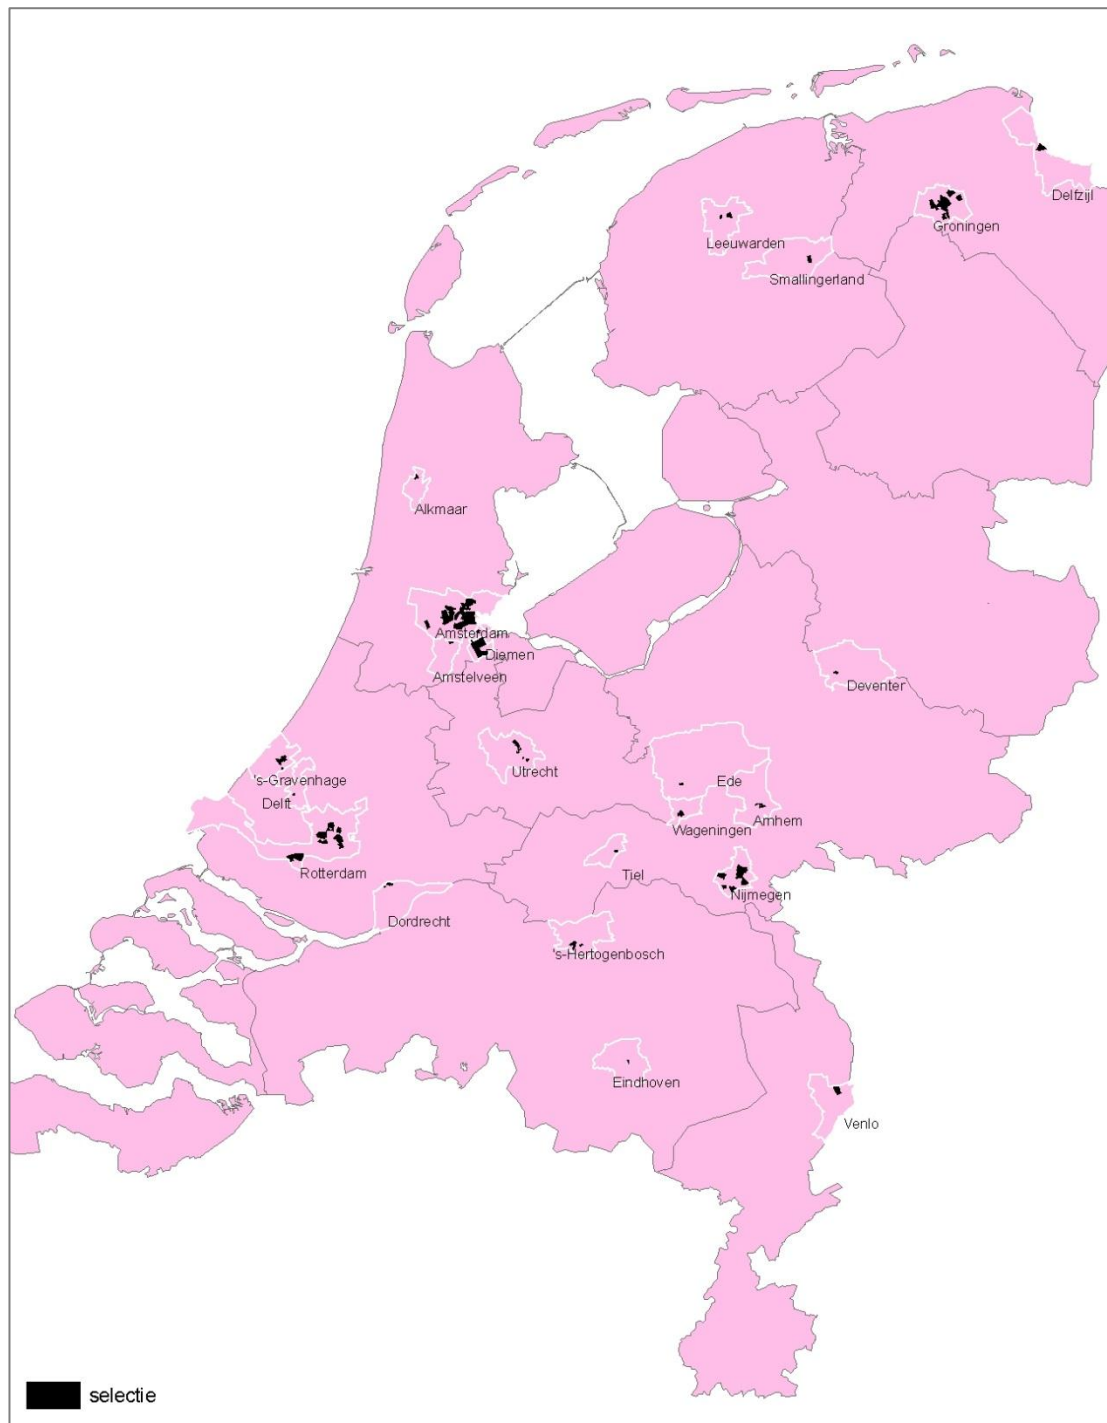 Delfzijl
Groningen
Leeuwarden
Smallingerland
Alkmaar
Amsterdam
Diemen
Amstelveen
Deventer
's-Gravenhage
Utrecht
Ede
Delft
Wageningen
Arnhem
Rotterdam
Tiel
Nijmegen
Dordrecht
's-Hertogenbosch
Eindhoven
Venlo
selectie